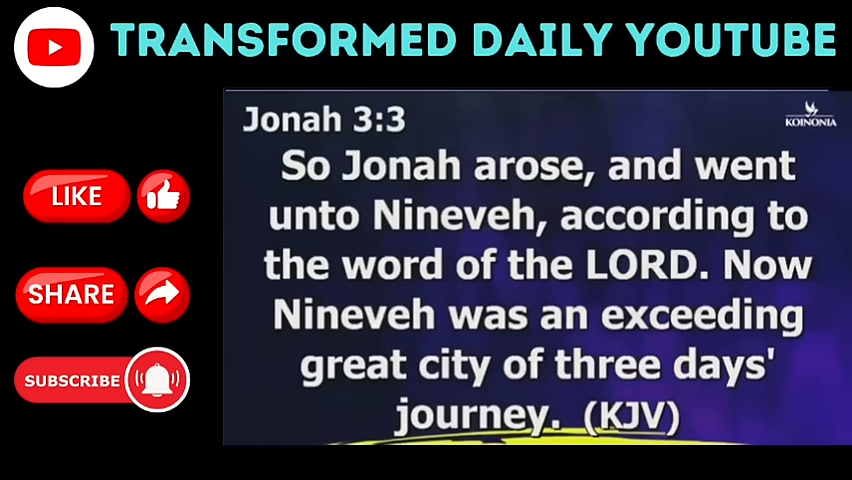 TRANSFORMED DAILY YOUTUBE
Jonah 3:3
KOINONIA
So Jonah arose, and went
unto Nineveh, according to
the word of the LORD. Now
Nineveh was an exceeding
great city of three days'
journey. (KJV)
LIKE
SHARE
SUBSCRIBE